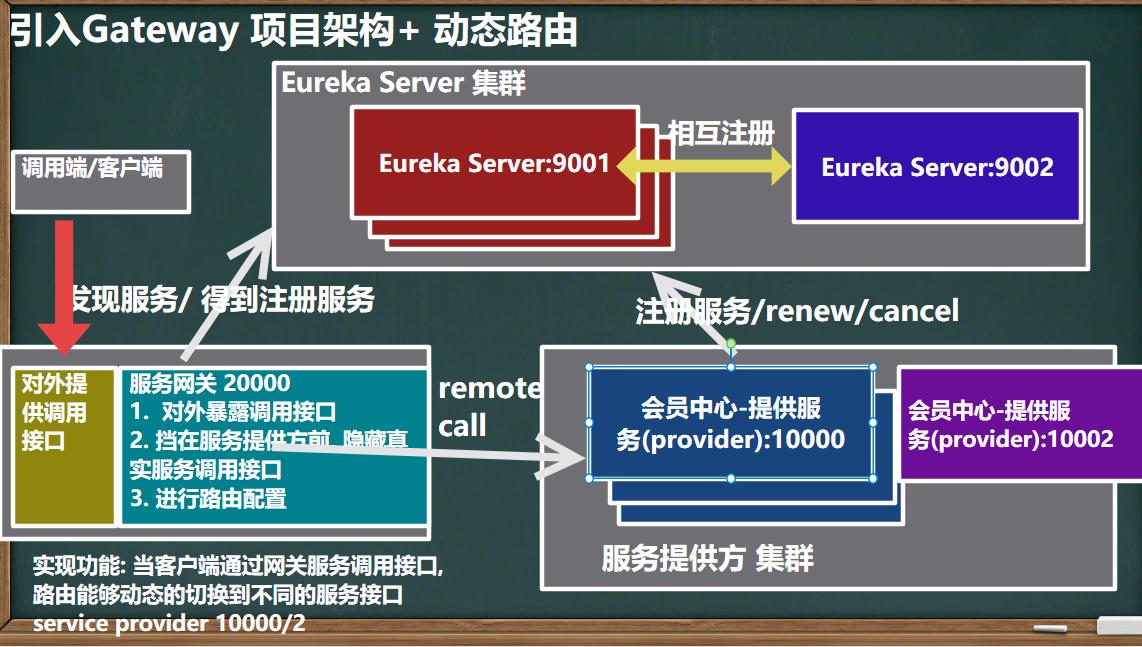 引入Gateway 项目架构+ 动态路由
Eureka Server 集群
Eureka Server:9001
相互注册
Eureka Server:9002
调用端/客户端
发现服务/ 得到注册服务
注册服务/renew/cancel
对外提
供调用
接口
服务网关 20000
1. 对外暴露调用接口
2. 挡在服务提供方前, 隐藏真
实服务调用接口
3. 进行路由配置
remote
call
会员中心-提供服
务(provider):10000
会员中心-提供服
务(provider):10002
服务提供方 集群
实现功能: 当客户端通过网关服务调用接口,
路由能够动态的切换到不同的服务接口
service provider 10000/2